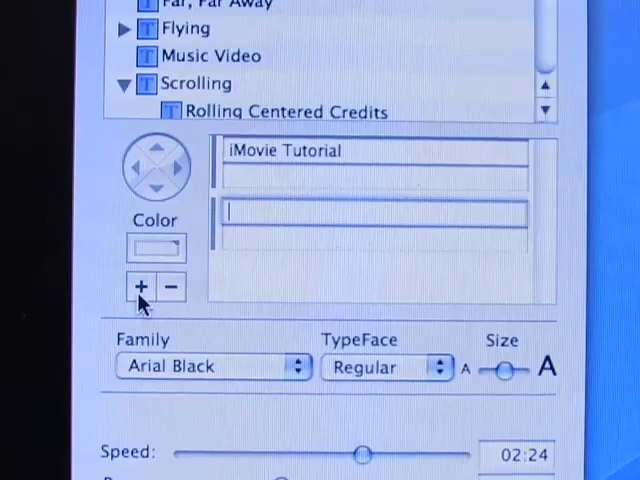 Far, Far Away
Flying
Music Video
Scrolling
Rolling Centered Credits
iMovie Tutorial
Color
+ −
Family TypeFace Size
Arial Black Regular A A
Speed: 02:24